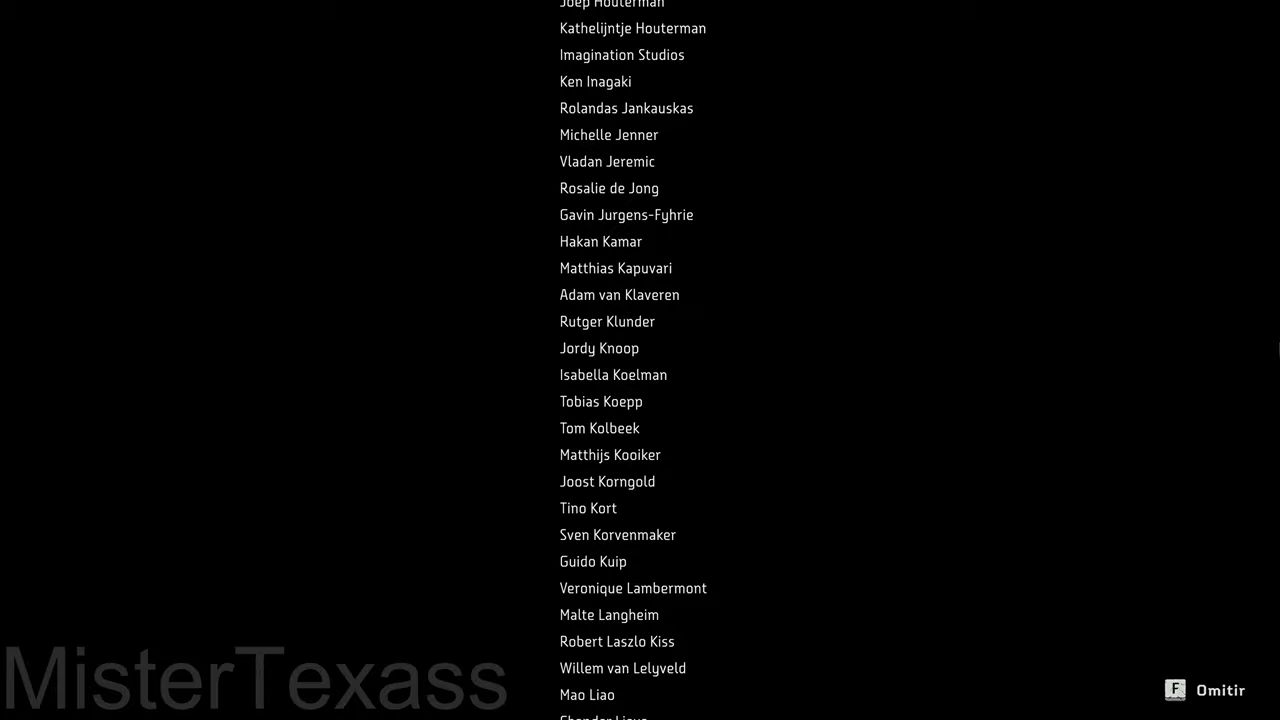 Joep Houterman
Kathelijntje Houterman
Imagination Studios
Ken Inagaki
Rolandas Jankauskas
Michelle Jenner
Vladan Jeremic
Rosalie de Jong
Gavin Jurgens-Fyhrie
Hakan Kamar
Matthias Kapuvari
Adam van Klaveren
Rutger Klunder
Jordy Knoop
Isabella Koelman
Tobias Koepp
Tom Kolbeek
Matthijs Kooiker
Joost Korngold
Tino Kort
Sven Korvenmaker
Guido Kuip
Veronique Lambermont
Malte Langheim
Robert Laszlo Kiss
Willem van Lelyveld
Mao Liao
MisterTexass
F Omitir